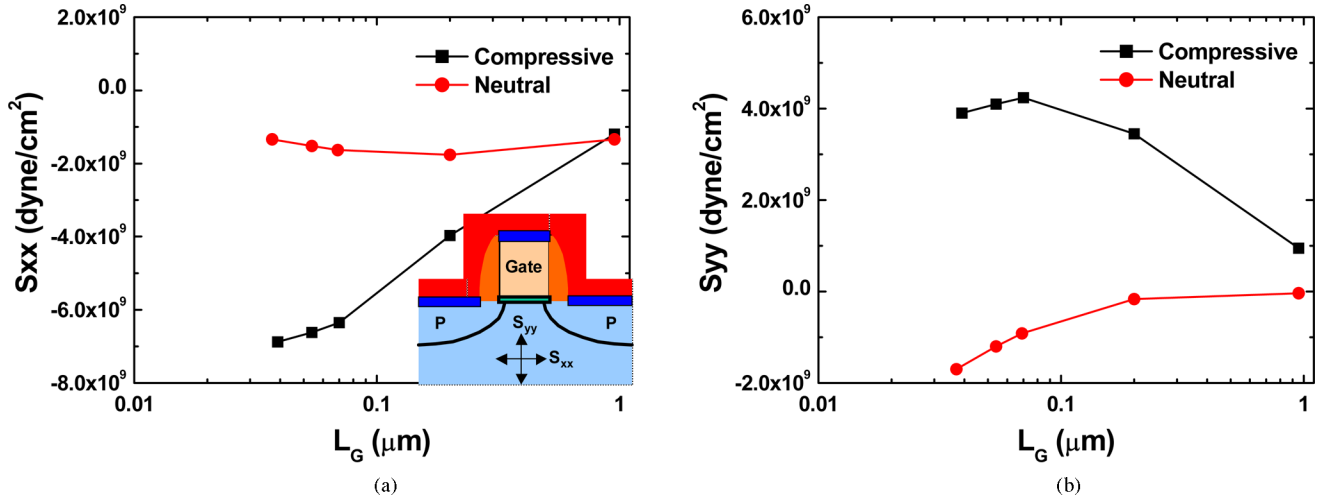 2.0x10⁹
0.0
-2.0x10⁹
-4.0x10⁹
-6.0x10⁹
-8.0x10⁹
Sxx (dyne/cm²)
Compressive
Neutral
Gate
P
P
Syy
Sxx
0.01
0.1
1
L_G (μm)
(a)
6.0x10⁹
4.0x10⁹
2.0x10⁹
0.0
-2.0x10⁹
Syy (dyne/cm²)
Compressive
Neutral
0.01
0.1
1
L_G (μm)
(b)